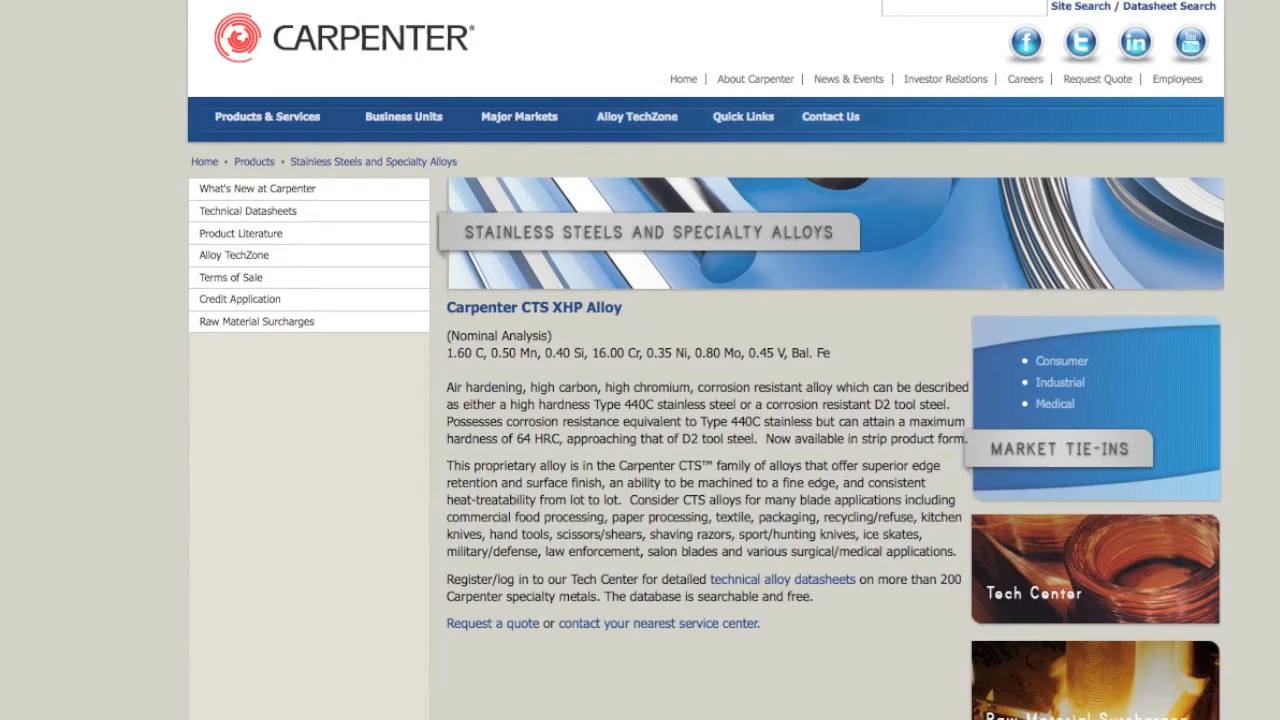 Site Search / Datasheet Search
CARPENTER®
Home | About Carpenter | News & Events | Investor Relations | Careers | Request Quote | Employees
Products & Services Business Units Major Markets Alloy TechZone Quick Links Contact Us
Home • Products • Stainless Steels and Specialty Alloys
What's New at Carpenter
Technical Datasheets
Product Literature
Alloy TechZone
Terms of Sale
Credit Application
Raw Material Surcharges
STAINLESS STEELS AND SPECIALTY ALLOYS
Carpenter CTS XHP Alloy
(Nominal Analysis)
1.60 C, 0.50 Mn, 0.40 Si, 16.00 Cr, 0.35 Ni, 0.80 Mo, 0.45 V, Bal. Fe
Air hardening, high carbon, high chromium, corrosion resistant alloy which can be described
as either a high hardness Type 440C stainless steel or a corrosion resistant D2 tool steel.
Possesses corrosion resistance equivalent to Type 440C stainless but can attain a maximum
hardness of 64 HRC, approaching that of D2 tool steel. Now available in strip product form.
This proprietary alloy is in the Carpenter CTS™ family of alloys that offer superior edge
retention and surface finish, an ability to be machined to a fine edge, and consistent
heat-treatability from lot to lot. Consider CTS alloys for many blade applications including
commercial food processing, paper processing, textile, packaging, recycling/refuse, kitchen
knives, hand tools, scissors/shears, shaving razors, sport/hunting knives, ice skates,
military/defense, law enforcement, salon blades and various surgical/medical applications.
Register/log in to our Tech Center for detailed technical alloy datasheets on more than 200
Carpenter specialty metals. The database is searchable and free.
Request a quote or contact your nearest service center.
• Consumer
• Industrial
• Medical
MARKET TIE-INS
Tech Center
Raw Material Surcharges